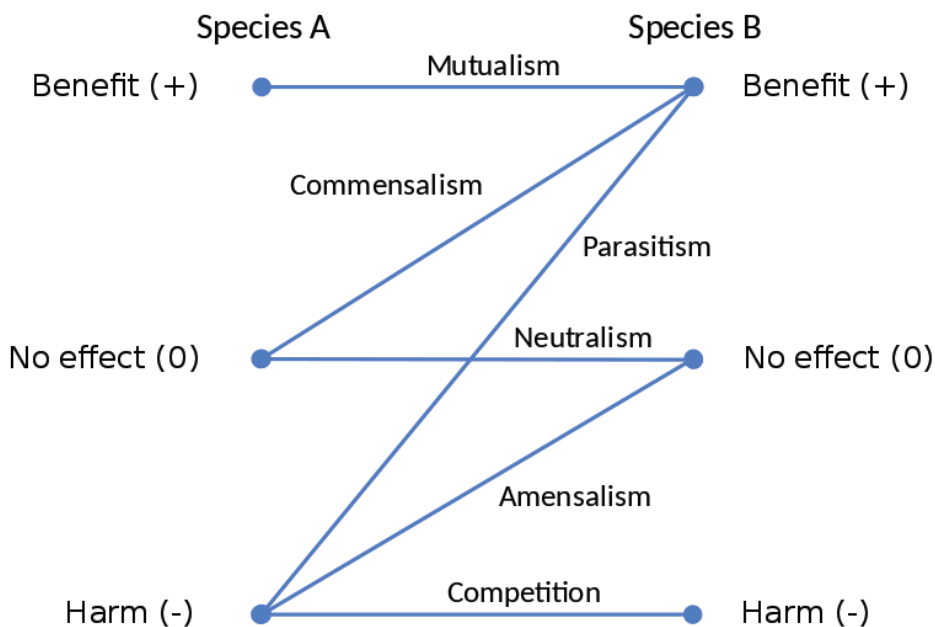 Species A
Species B
Benefit (+)
Mutualism
Benefit (+)
Commensalism
Parasitism
No effect (0)
Neutralism
No effect (0)
Amensalism
Harm (-)
Competition
Harm (-)